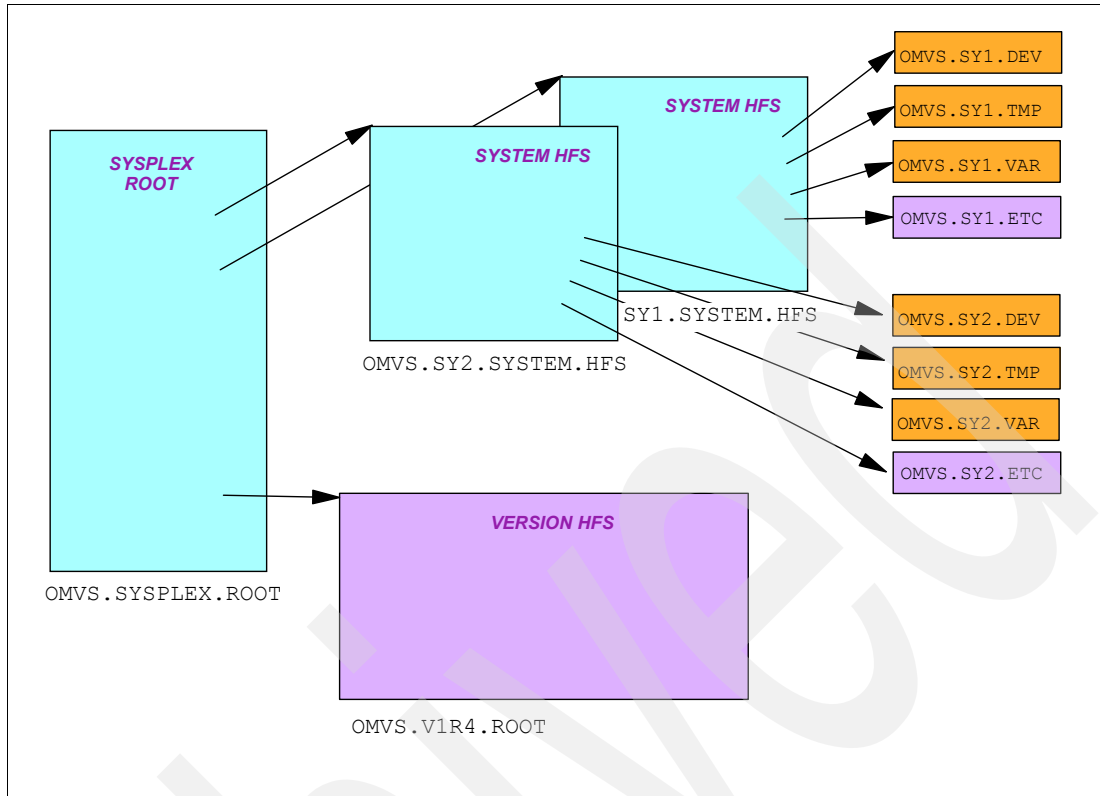 SYSPLEX
ROOT
OMVS.SYSPLEX.ROOT
SYSTEM HFS
OMVS.SY2.SYSTEM.HFS
SYSTEM HFS
SY1.SYSTEM.HFS
VERSION HFS
OMVS.V1R4.ROOT
OMVS.SY1.DEV
OMVS.SY1.TMP
OMVS.SY1.VAR
OMVS.SY1.ETC
OMVS.SY2.DEV
OMVS.SY2.TMP
OMVS.SY2.VAR
OMVS.SY2.ETC